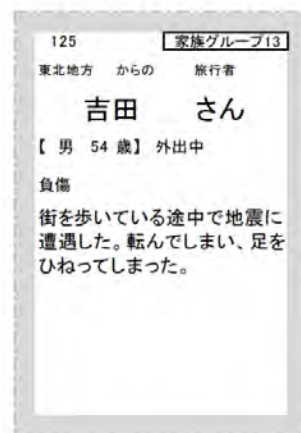 125 家族グループ13
東北地方 からの 旅行者
吉田 さん
【 男 54 歳】 外出中
負傷
街を歩いている途中で地震に
遭遇した。転んでしまい、足を
ひねってしまった。